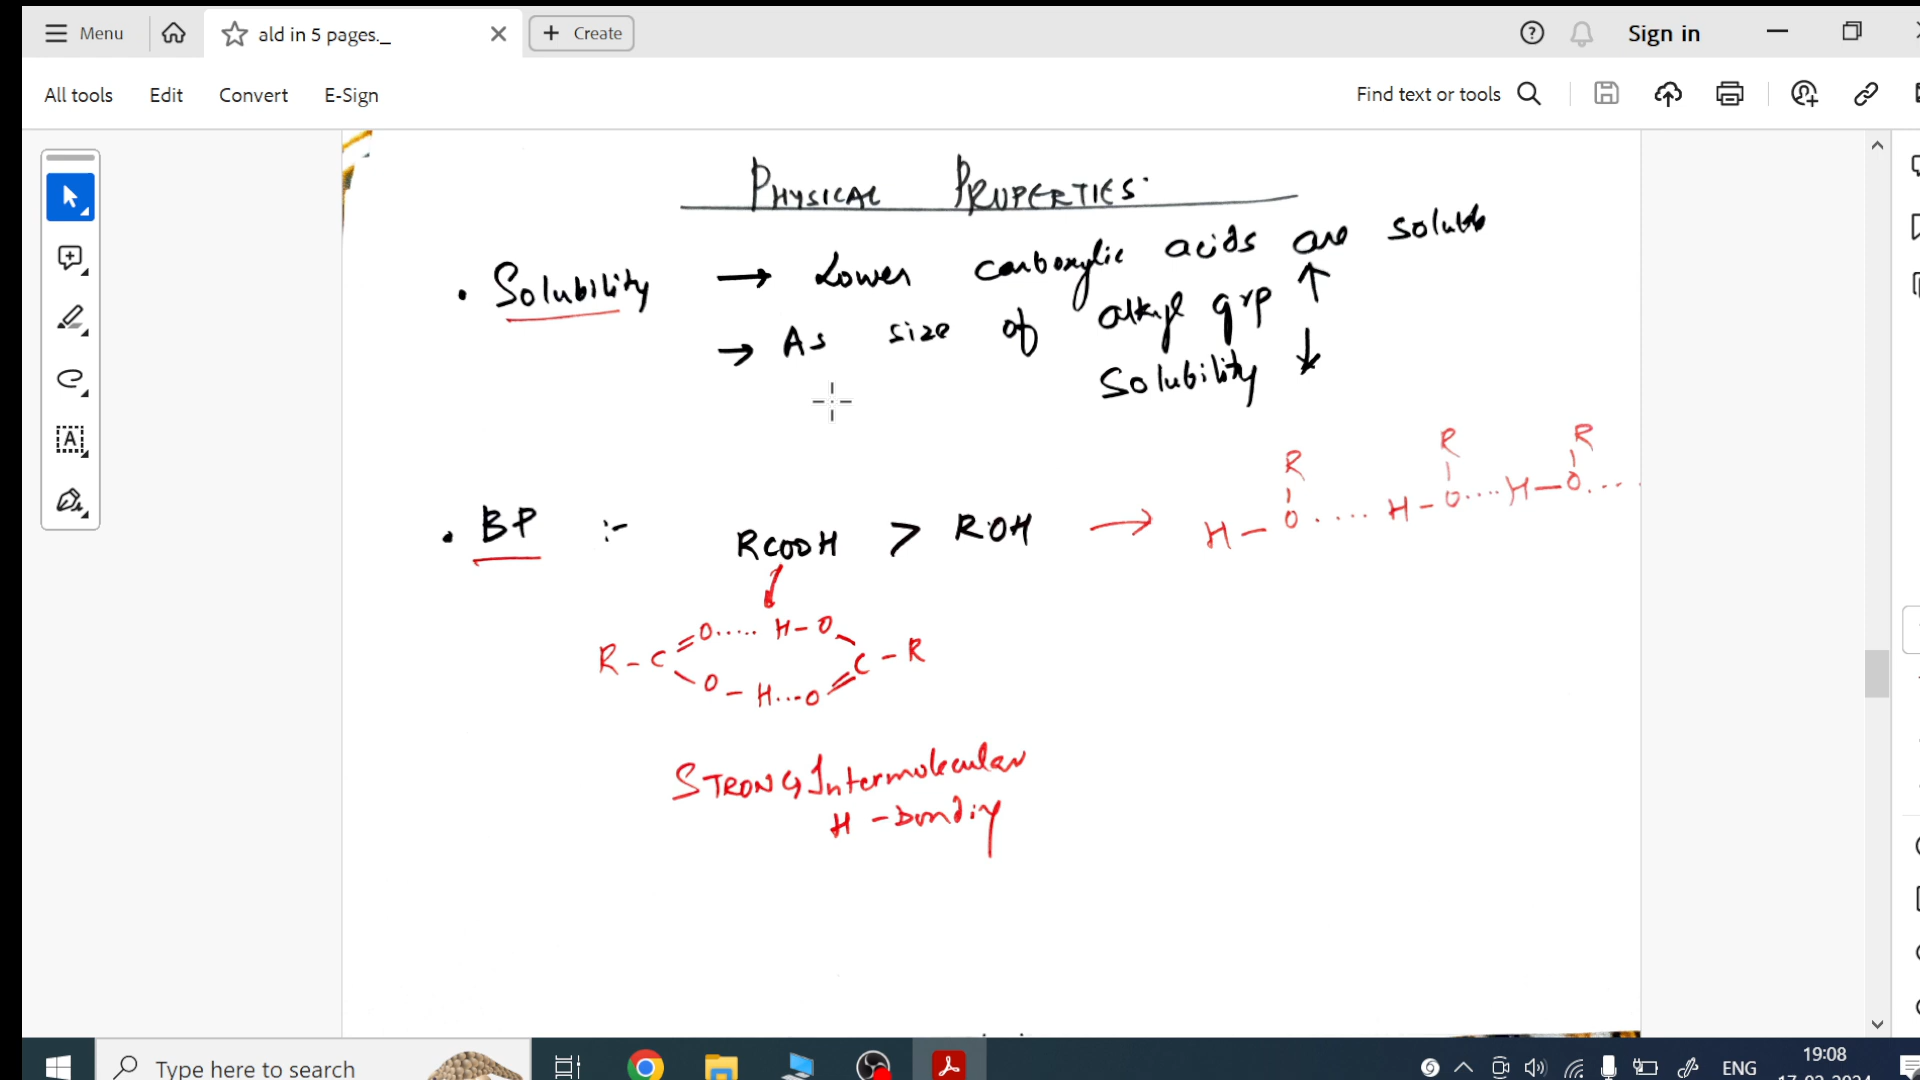 Menu
ald in 5 pages._
Create
Sign in
All tools
Edit
Convert
E-Sign
Find text or tools
PHYSICAL PROPERTIES
• Solubility → Lower carboxylic acids are soluble
→ As size of alkyl grp ↑
Solubility ↓
• BP :- RCOOH > ROH →
R R R
H-O.....H-O....H-O....
R-C=O.....H-O-C-R
O-H...O
STRONG Intermolecular
H-bonding
Type here to search
ENG
19:08